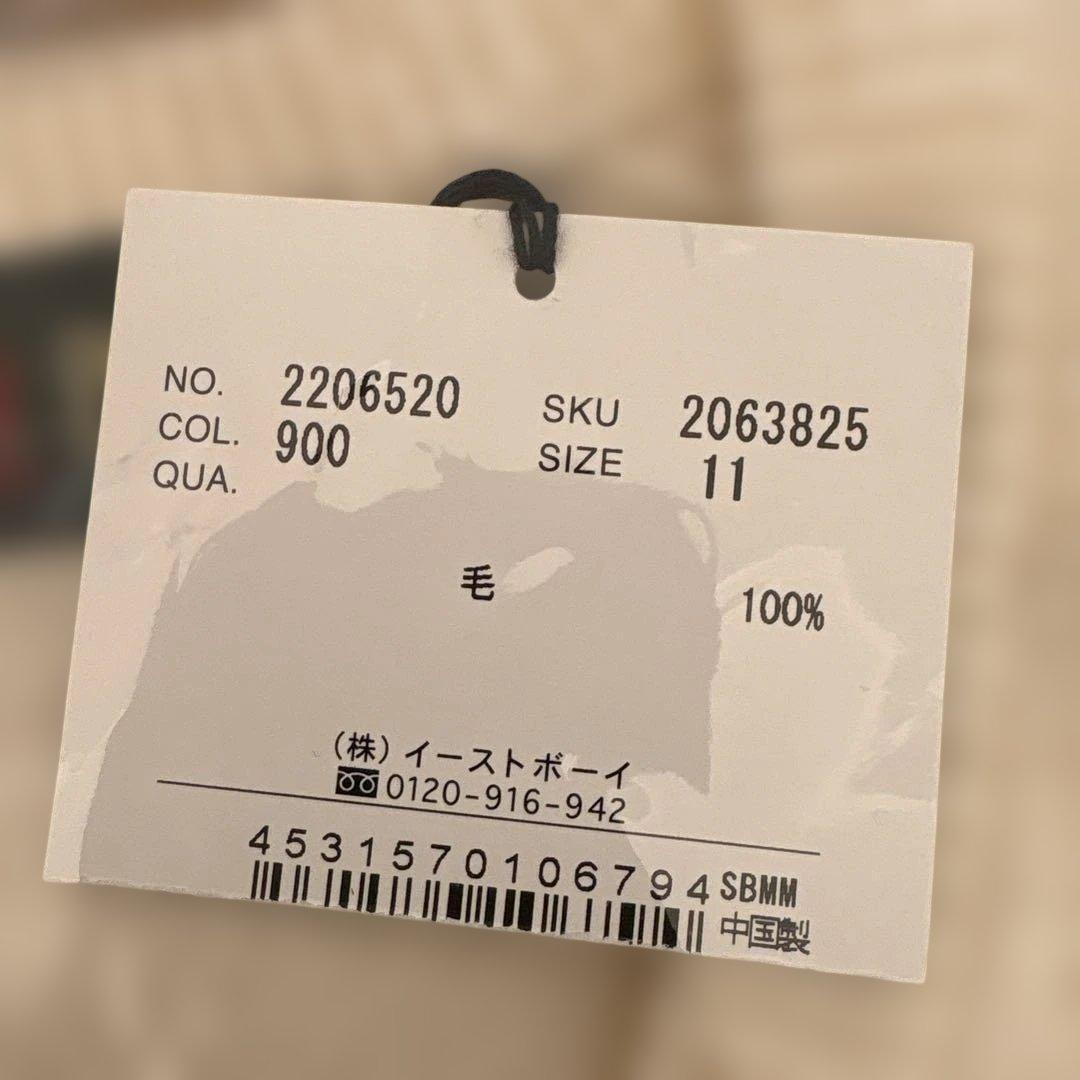 NO. 2206520 SKU 2063825
COL. 900 SIZE 11
QUA.
毛 100%
(株)イーストボーイ
0120-916-942
4531570106794 SBMM
中国製